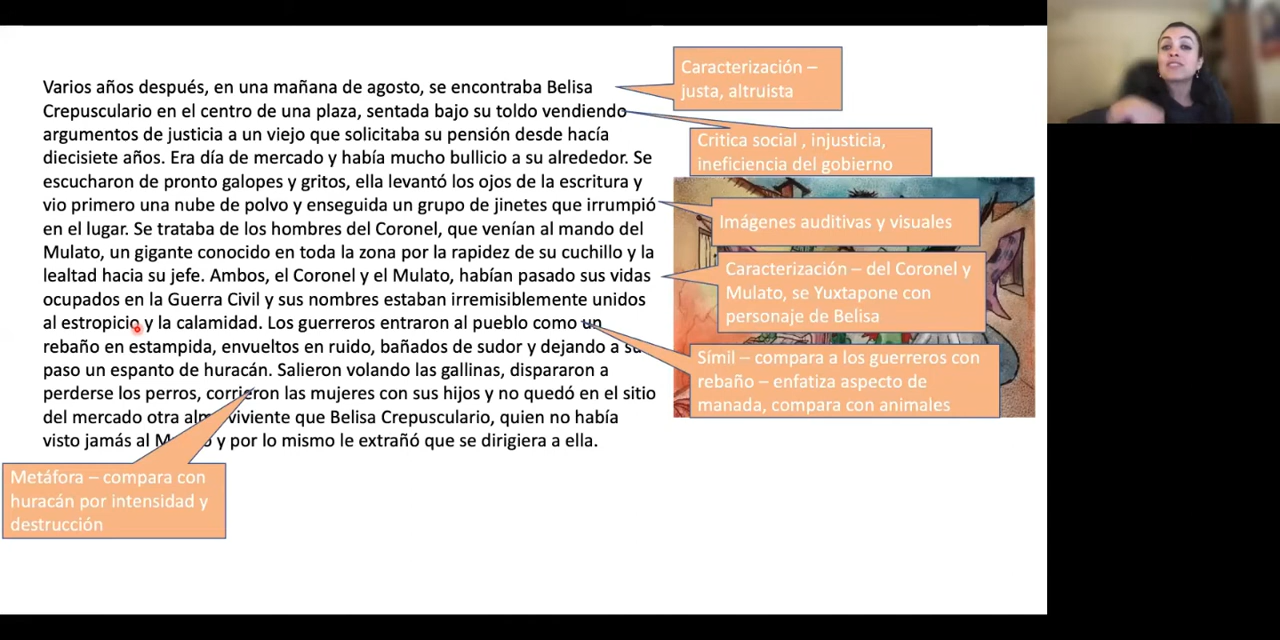 Varios años después, en una mañana de agosto, se encontraba Belisa
Crepusculario en el centro de una plaza, sentada bajo su toldo vendiendo
argumentos de justicia a un viejo que solicitaba su pensión desde hacía
diecisiete años. Era día de mercado y había mucho bullicio a su alrededor. Se
escucharon de pronto galopes y gritos, ella levantó los ojos de la escritura y
vio primero una nube de polvo y enseguida un grupo de jinetes que irrumpió
en el lugar. Se trataba de los hombres del Coronel, que venían al mando del
Mulato, un gigante conocido en toda la zona por la rapidez de su cuchillo y la
lealtad hacia su jefe. Ambos, el Coronel y el Mulato, habían pasado sus vidas
ocupados en la Guerra Civil y sus nombres estaban irremisiblemente unidos
al estropicio y la calamidad. Los guerreros entraron al pueblo como un
rebaño en estampida, envueltos en ruido, bañados de sudor y dejando a su
paso un espanto de huracán. Salieron volando las gallinas, dispararon a
perderse los perros, corrieron las mujeres con sus hijos y no quedó en el sitio
del mercado otra alma viviente que Belisa Crepusculario, quien no había
visto jamás al y por lo mismo le extrañó que se dirigiera a ella.
Caracterización –
justa, altruista
Critica social , injusticia,
ineficiencia del gobierno
Imágenes auditivas y visuales
Caracterización – del Coronel y
Mulato, se Yuxtapone con
personaje de Belisa
Símil – compara a los guerreros con
rebaño – enfatiza aspecto de
manada, compara con animales
Metáfora – compara con
huracán por intensidad y
destrucción